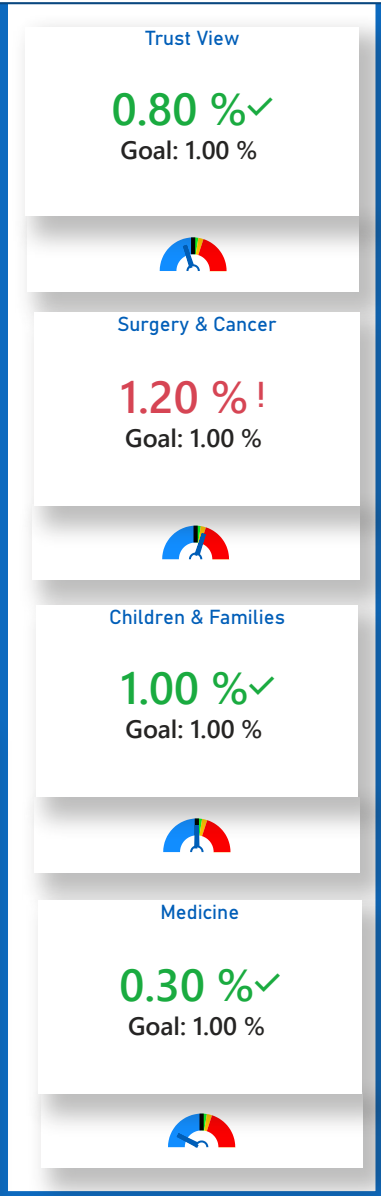 Trust View
0.80 %✓
Goal: 1.00 %
Surgery & Cancer
1.20 % !
Goal: 1.00 %
Children & Families
1.00 %✓
Goal: 1.00 %
Medicine
0.30 %✓
Goal: 1.00 %